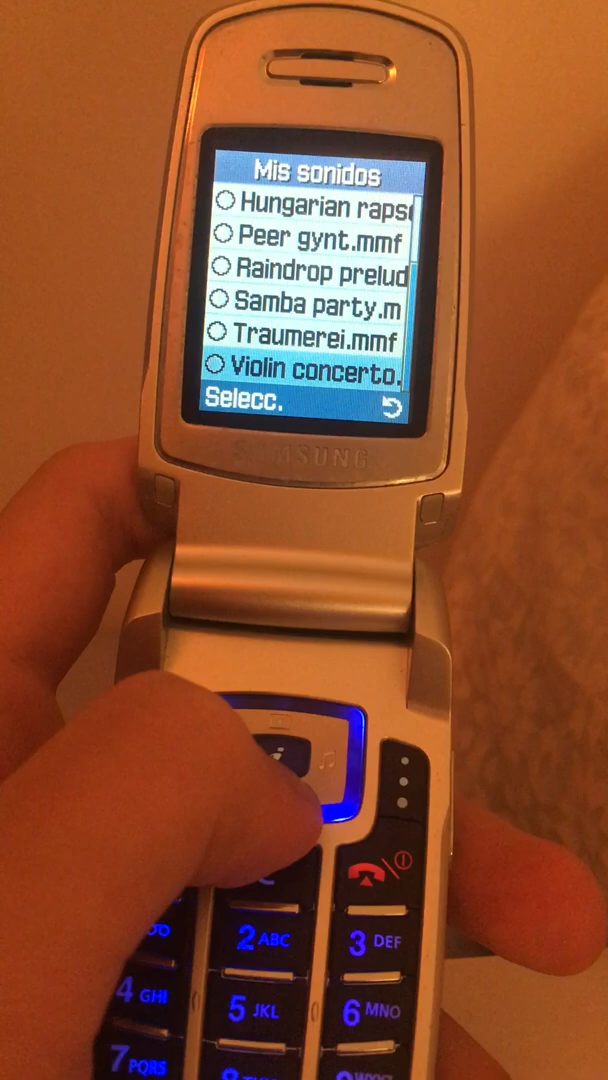 Mis sonidos
Hungarian raps
Peer gynt.mmf
Raindrop prelud
Samba party.m
Traumerei.mmf
Violin concerto.
Selecc.
SAMSUNG
i
C
2 ABC
3 DEF
4 GHI
5 JKL
6 MNO
7 PQRS